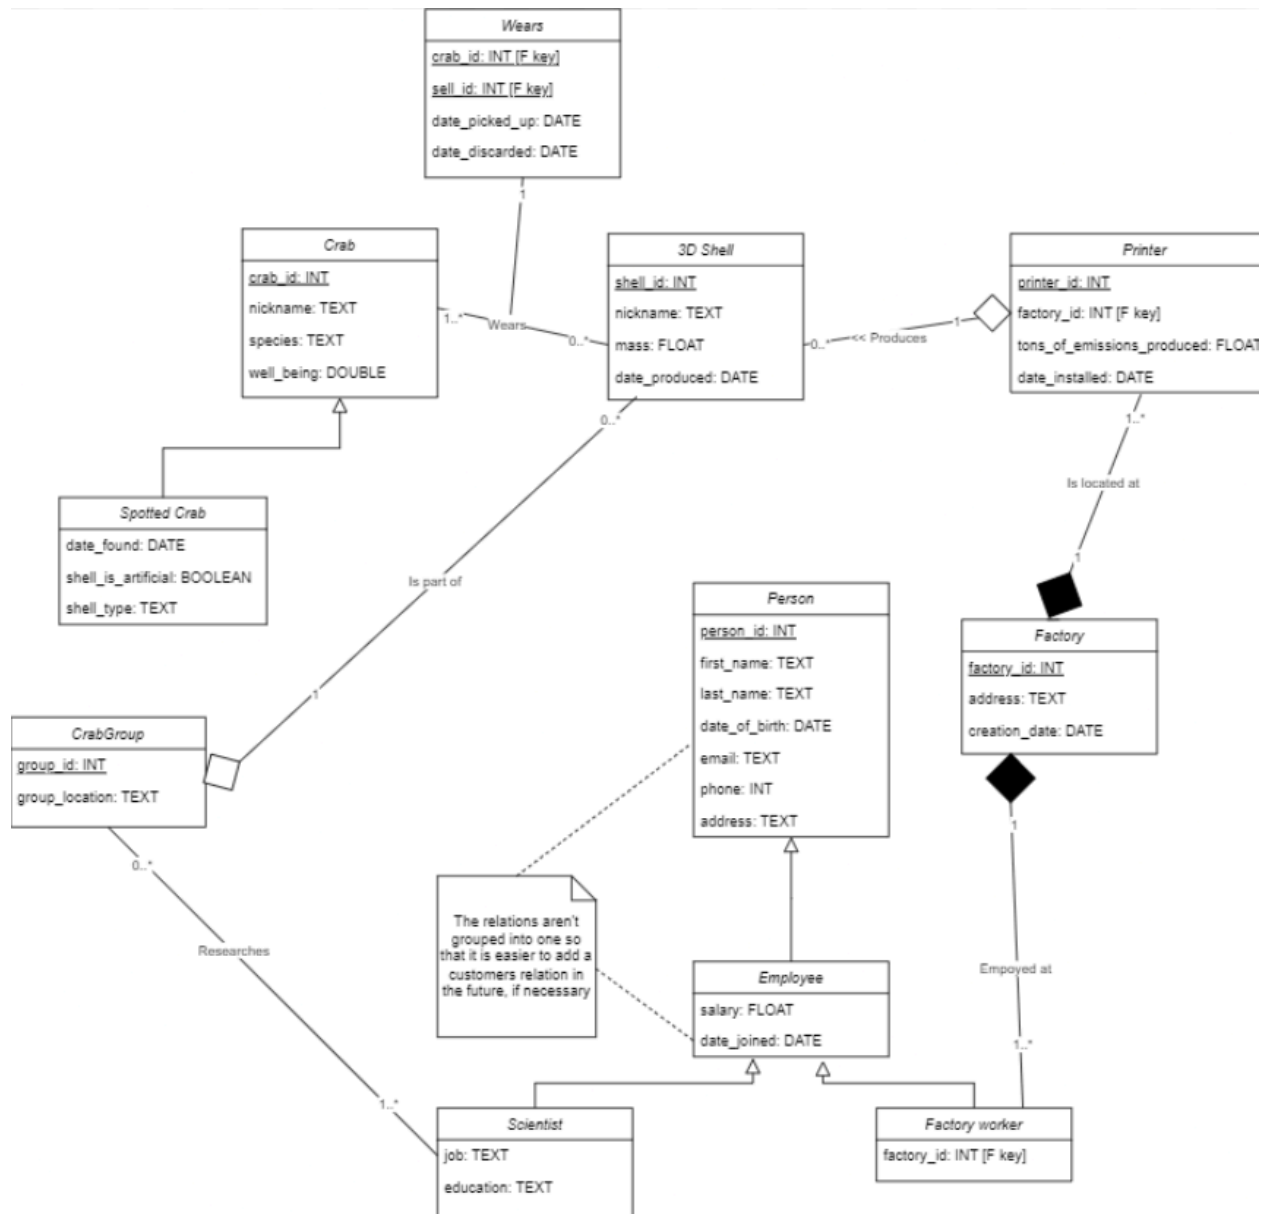 Wears
crab_id: INT [F key]
sell_id: INT [F key]
date_picked_up: DATE
date_discarded: DATE
1
Crab
crab_id: INT
nickname: TEXT
species: TEXT
well_being: DOUBLE
1..*
Wears
0..*
3D Shell
shell_id: INT
nickname: TEXT
mass: FLOAT
date_produced: DATE
0..*
<< Produces
1
Printer
printer_id: INT
factory_id: INT [F key]
tons_of_emissions_produced: FLOAT
date_installed: DATE
0..*
1..*
Is located at
1
Spotted Crab
date_found: DATE
shell_is_artificial: BOOLEAN
shell_type: TEXT
Is part of
1
Person
person_id: INT
first_name: TEXT
last_name: TEXT
date_of_birth: DATE
email: TEXT
phone: INT
address: TEXT
Factory
factory_id: INT
address: TEXT
creation_date: DATE
1
CrabGroup
group_id: INT
group_location: TEXT
0..*
Researches
1..*
The relations aren't
grouped into one so
that it is easier to add a
customers relation in
the future, if necessary
Employee
salary: FLOAT
date_joined: DATE
Empoyed at
1..*
Scientist
job: TEXT
education: TEXT
Factory worker
factory_id: INT [F key]